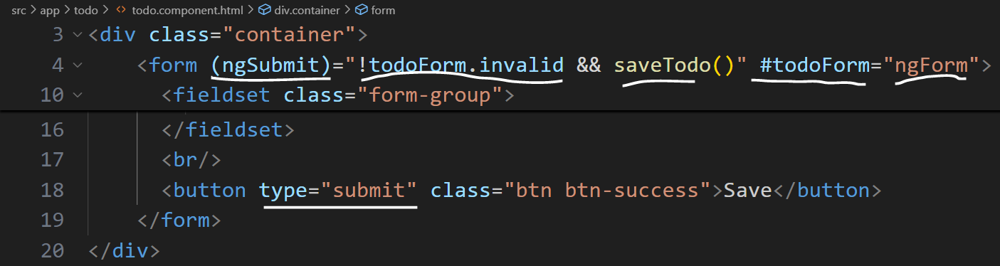 src > app > todo > <> todo.component.html > div.container > form
3 <div class="container">
4 <form (ngSubmit)="!todoForm.invalid && saveTodo()" #todoForm="ngForm">
10 <fieldset class="form-group">
16 </fieldset>
17 <br/>
18 <button type="submit" class="btn btn-success">Save</button>
19 </form>
20 </div>